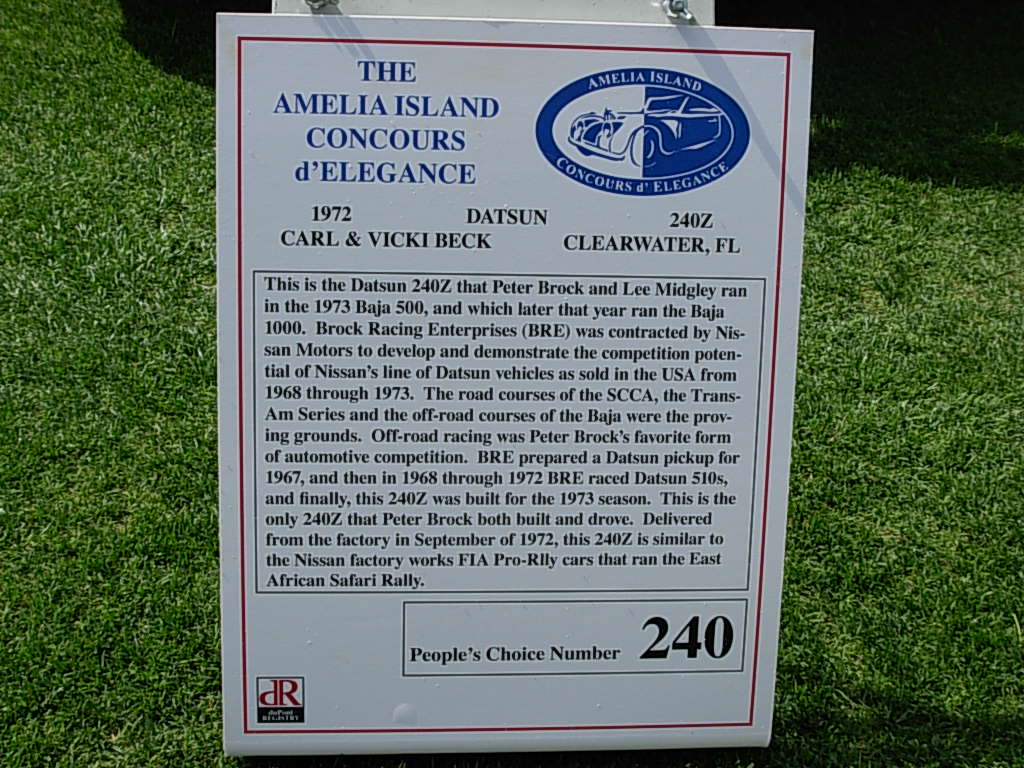 THE
AMELIA ISLAND
CONCOURS
d'ELEGANCE
AMELIA ISLAND
CONCOURS d' ELEGANCE
1972 DATSUN 240Z
CARL & VICKI BECK CLEARWATER, FL
This is the Datsun 240Z that Peter Brock and Lee Midgley ran
in the 1973 Baja 500, and which later that year ran the Baja
1000. Brock Racing Enterprises (BRE) was contracted by Nis-
san Motors to develop and demonstrate the competition poten-
tial of Nissan's line of Datsun vehicles as sold in the USA from
1968 through 1973. The road courses of the SCCA, the Trans-
Am Series and the off-road courses of the Baja were the prov-
ing grounds. Off-road racing was Peter Brock's favorite form
of automotive competition. BRE prepared a Datsun pickup for
1967, and then in 1968 through 1972 BRE raced Datsun 510s,
and finally, this 240Z was built for the 1973 season. This is the
only 240Z that Peter Brock both built and drove. Delivered
from the factory in September of 1972, this 240Z is similar to
the Nissan factory works FIA Pro-Rlly cars that ran the East
African Safari Rally.
People's Choice Number 240
dR
duPont
REGISTRY